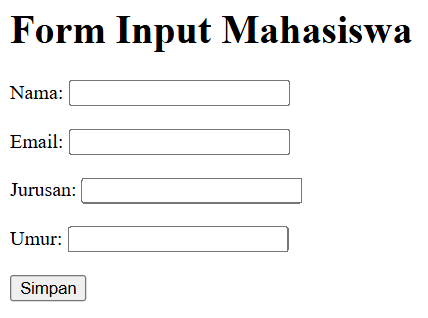 Form Input Mahasiswa
Nama:
Email:
Jurusan:
Umur:
Simpan